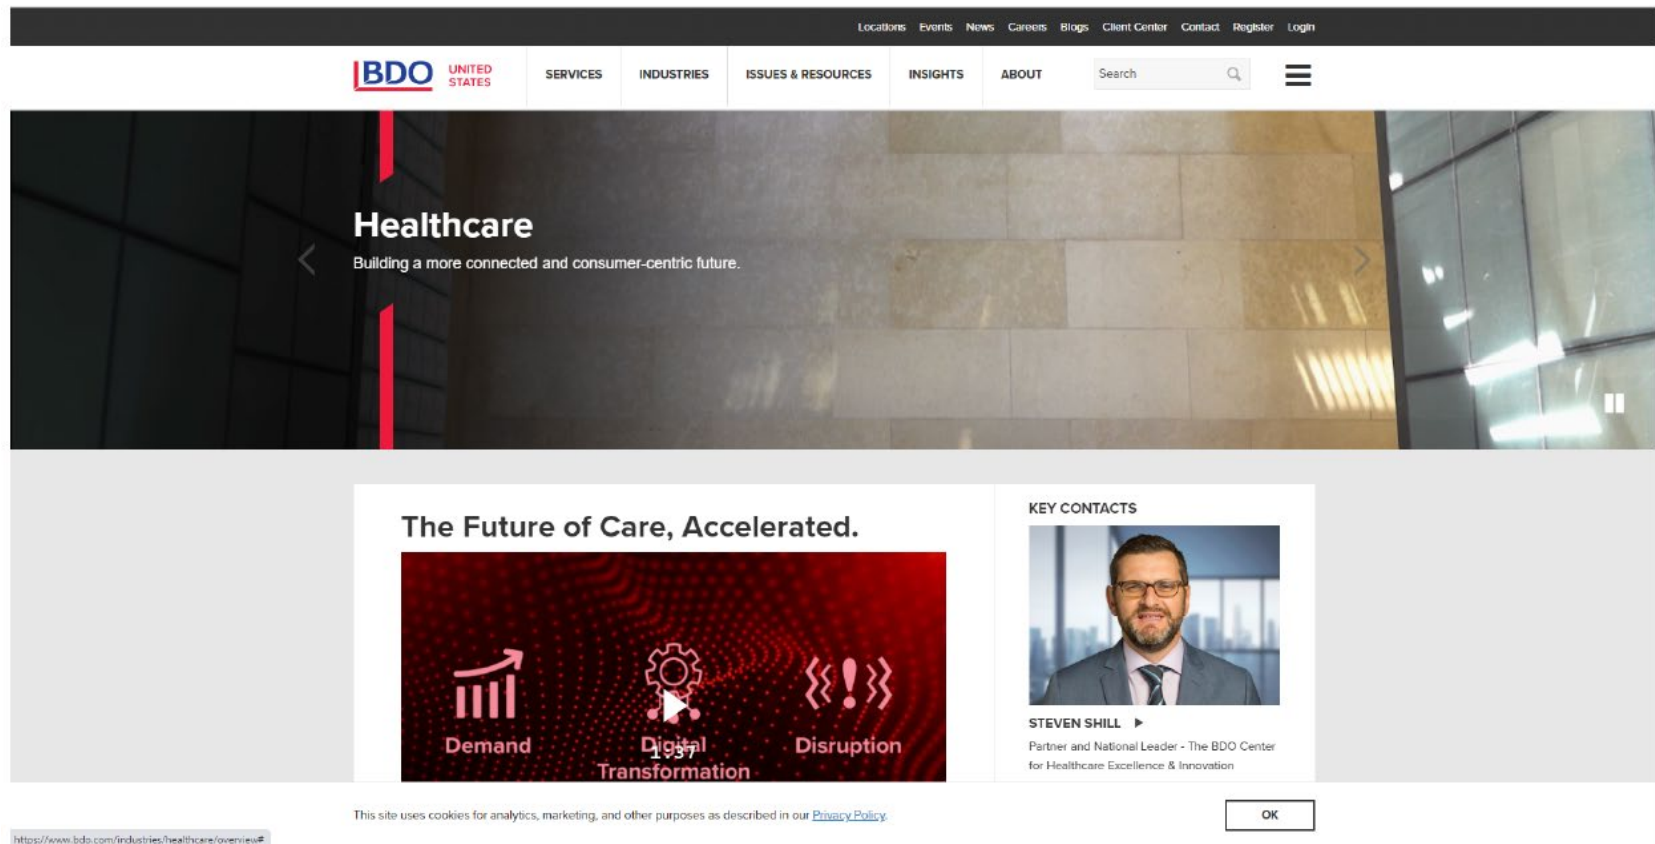 Locations Events News Careers Blogs Client Center Contact Register Login
BDO UNITED STATES
SERVICES INDUSTRIES ISSUES & RESOURCES INSIGHTS ABOUT Search
Healthcare
Building a more connected and consumer-centric future.
The Future of Care, Accelerated.
Demand
Digital
Transformation
Disruption
1:37
KEY CONTACTS
STEVEN SHILL
Partner and National Leader - The BDO Center
for Healthcare Excellence & Innovation
This site uses cookies for analytics, marketing, and other purposes as described in our Privacy Policy.
OK
https://www.bdo.com/industries/healthcare/overview#